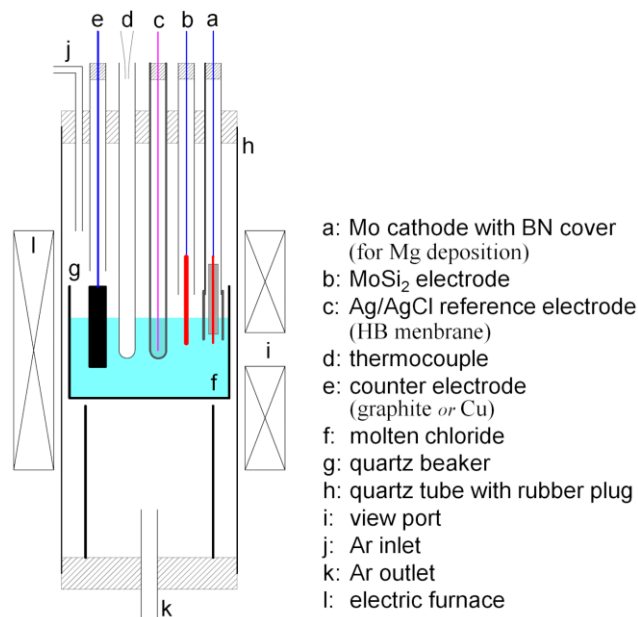 e d c b a
j
h
l
g
i
f
k
a: Mo cathode with BN cover
(for Mg deposition)
b: MoSi₂ electrode
c: Ag/AgCl reference electrode
(HB menbrane)
d: thermocouple
e: counter electrode
(graphite or Cu)
f: molten chloride
g: quartz beaker
h: quartz tube with rubber plug
i: view port
j: Ar inlet
k: Ar outlet
l: electric furnace